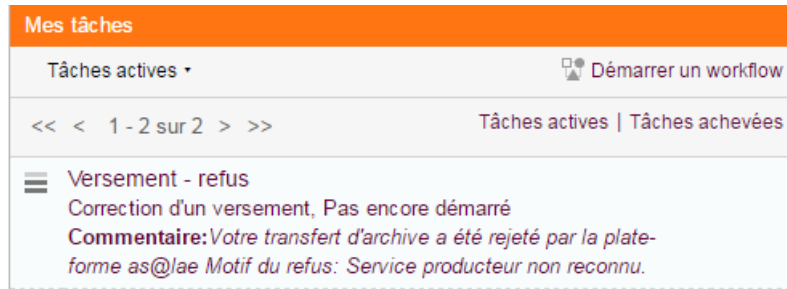 Mes tâches
Tâches actives
Démarrer un workflow
<< < 1 - 2 sur 2 > >>
Tâches actives | Tâches achevées
Versement - refus
Correction d'un versement, Pas encore démarré
Commentaire:Votre transfert d'archive a été rejeté par la plate-
forme as@lae Motif du refus: Service producteur non reconnu.